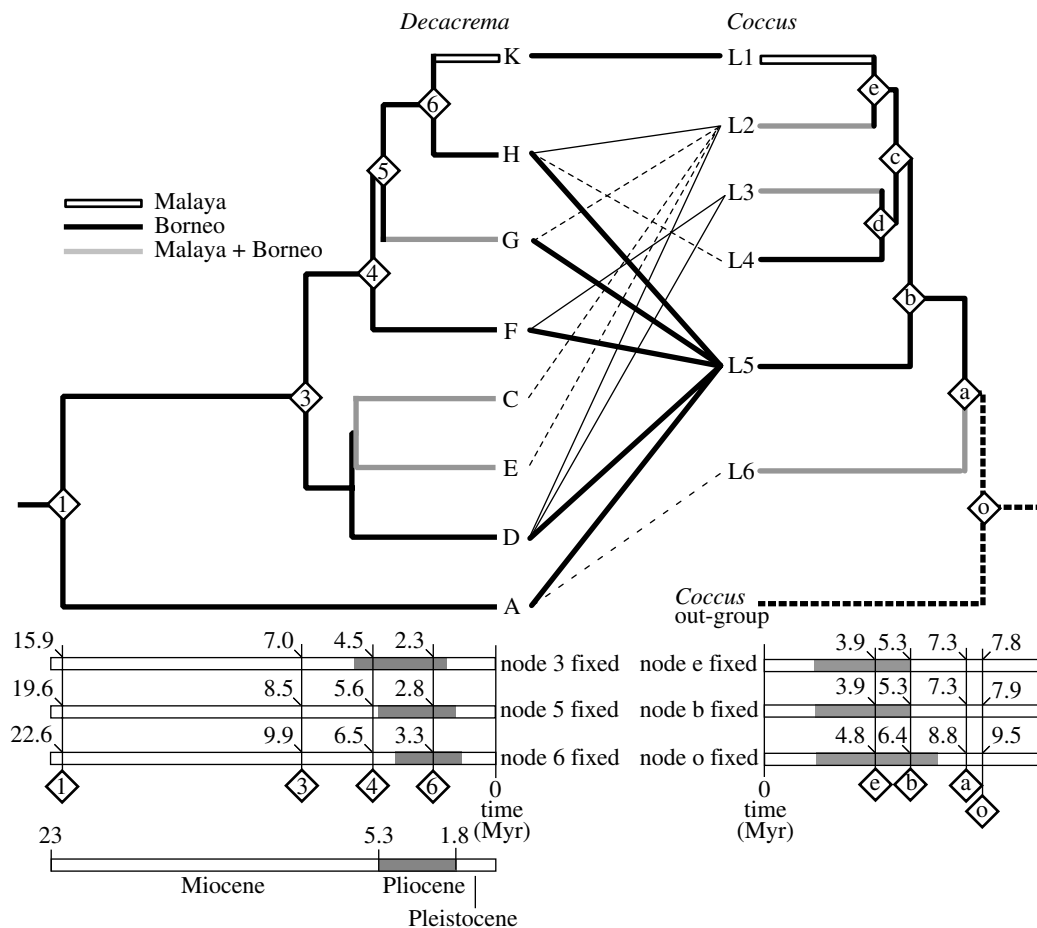 Decacrema Coccus
K L1
6 e
L2
H c
5
L3
Malaya
Borneo d
Malaya + Borneo G L4
4 b
F L5
3 C a
E L6
1 o
D
A Coccus
out-group
15.9 7.0 4.5 2.3 3.9 5.3 7.3 7.8
node 3 fixed node e fixed
19.6 8.5 5.6 2.8 3.9 5.3 7.3 7.9
node 5 fixed node b fixed
22.6 9.9 6.5 3.3 4.8 6.4 8.8 9.5
node 6 fixed node o fixed
1 3 4 6 0 0 e b a
time time o
(Myr) (Myr)
23 5.3 1.8
Miocene Pliocene
Pleistocene